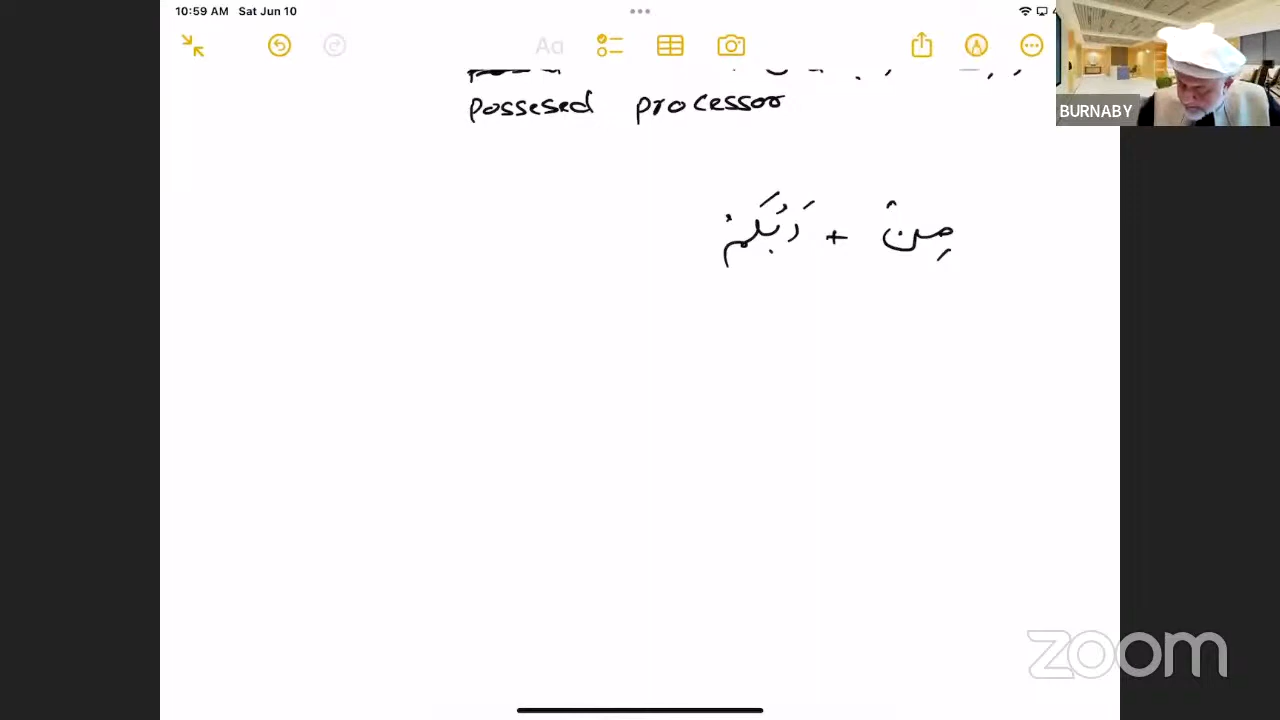 10:59 AM Sat Jun 10
Aa
BURNABY
possesed processor
مِنْ + رَبُّكُمْ
zoom